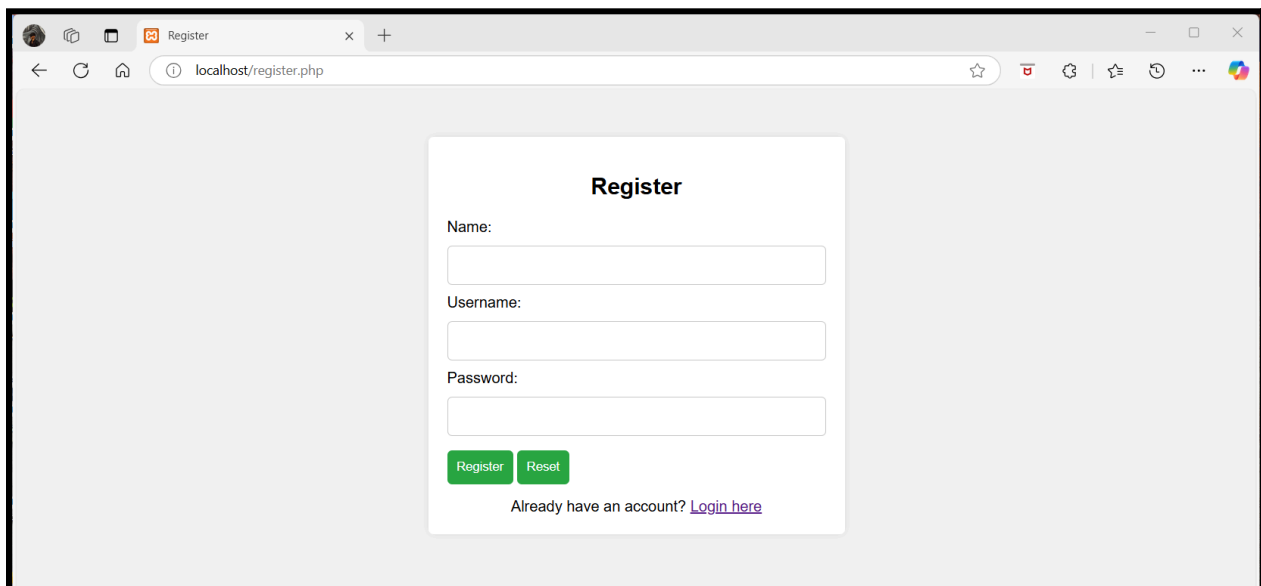 Register
localhost/register.php
Register
Name:
Username:
Password:
Register Reset
Already have an account? Login here